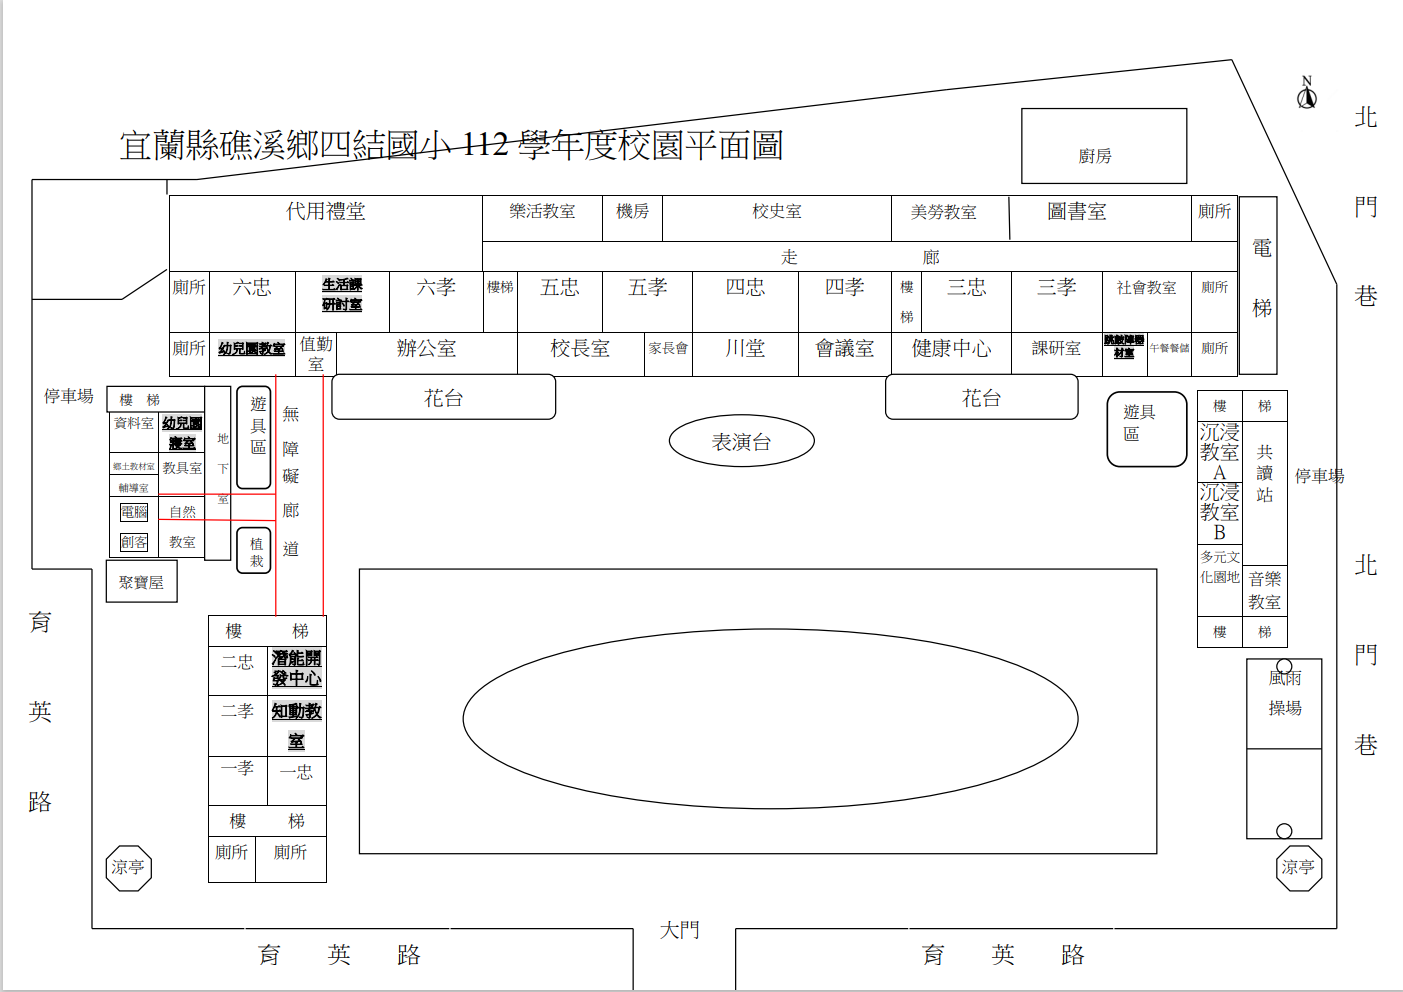 N
宜蘭縣礁溪鄉四結國小 112 學年度校園平面圖
廚房
北
門
巷
代用禮堂
樂活教室
機房
校史室
美勞教室
圖書室
廁所
走 廊
電
梯
廁所
六忠
生活課
研討室
六孝
樓梯
五忠
五孝
四忠
四孝
樓
梯
三忠
三孝
社會教室
廁所
廁所
幼兒園教室
值勤
室
辦公室
校長室
家長會
川堂
會議室
健康中心
課研室
材室
午餐餐儲
廁所
停車場
樓 梯
資料室
幼兒園
寢室
鄉土教材室
教具室
輔導室
電腦
自然
創客
教室
地
下
室
遊
具
區
植
栽
無
障
礙
廊
道
聚寶屋
花台
花台
表演台
遊具
區
樓 梯
沉浸
教室
A
沉浸
教室
B
多元文
化園地
共
讀
站
音樂
教室
樓 梯
停車場
北
門
巷
育
英
路
樓 梯
二忠
潛能開
發中心
二孝
知動教
室
一孝
一忠
樓 梯
廁所
廁所
風雨
操場
涼亭
涼亭
大門
育 英 路
育 英 路